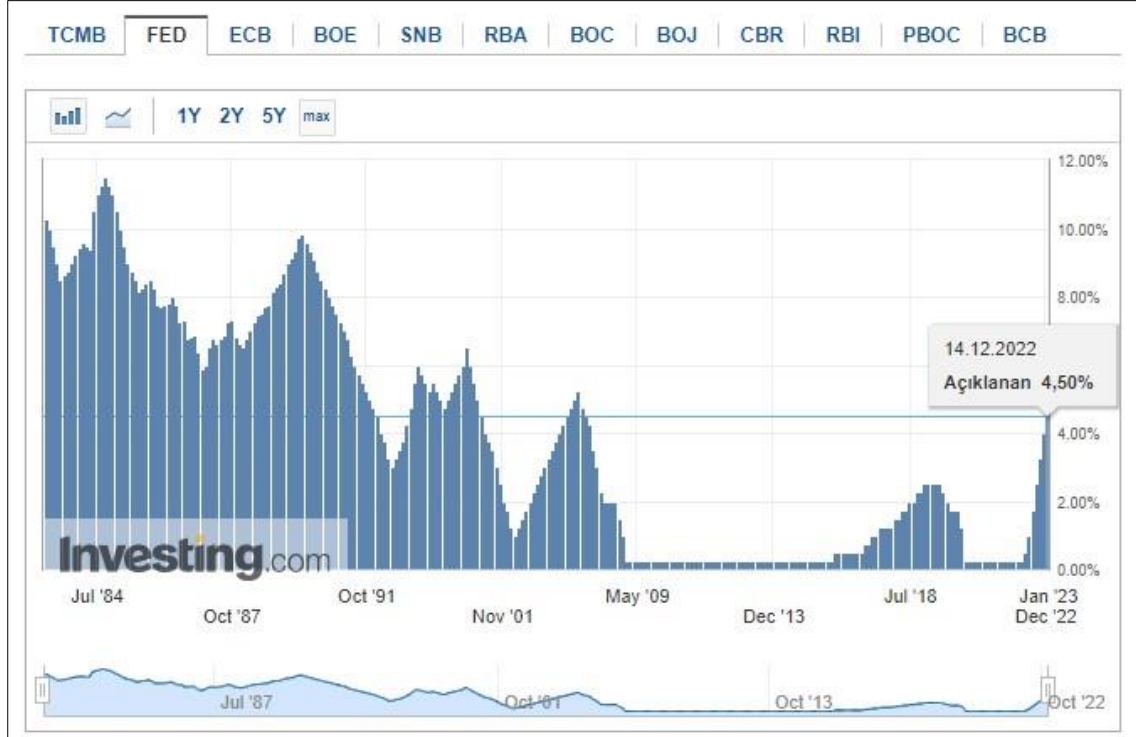 TCMB FED ECB BOE SNB RBA BOC BOJ CBR RBI PBOC BCB
1Y 2Y 5Y max
12.00%
10.00%
8.00%
14.12.2022
Açıklanan 4,50%
4.00%
2.00%
0.00%
Investing.com
Jul '84 Oct '91 May '09 Jul '18 Jan '23
Oct '87 Nov '01 Dec '13 Dec '22
Jul '87 Oct '01 Oct '13 Oct '22